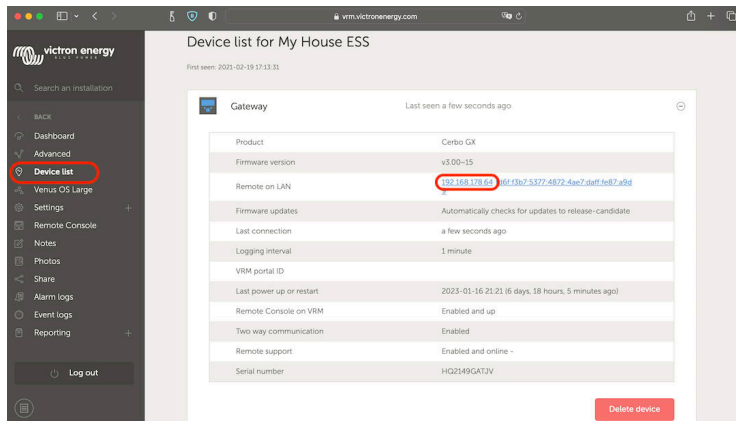 vrm.victronenergy.com
victron energy
BLUE POWER
Search an installation
BACK
Dashboard
Advanced
Device list
Venus OS Large
Settings
Remote Console
Notes
Photos
Share
Alarm logs
Event logs
Reporting
Log out
Device list for My House ESS
First seen: 2021-02-19 17:13:31
Gateway Last seen a few seconds ago
Product Cerbo GX
Firmware version v3.00~15
Remote on LAN 192.168.178.64
Firmware updates Automatically checks for updates to release-candidate
Last connection a few seconds ago
Logging interval 1 minute
VRM portal ID
Last power up or restart 2023-01-16 21:21 (6 days, 18 hours, 5 minutes ago)
Remote Console on VRM Enabled and up
Two way communication Enabled
Remote support Enabled and online -
Serial number HQ2149GATJV
Delete device